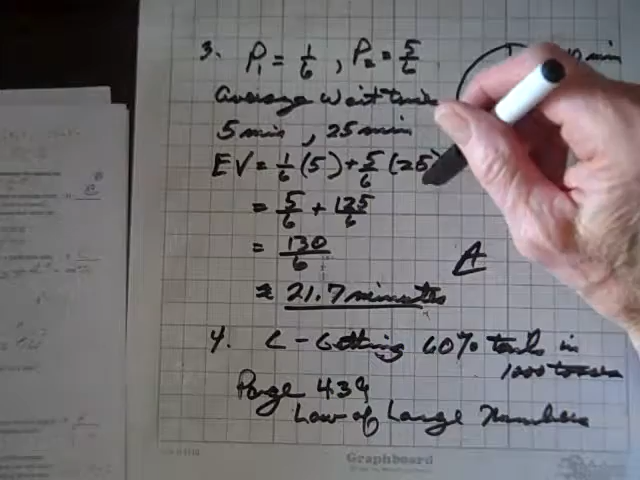 3. P₁ = 1/6 , P₂ = 5/6
10 min
Average Wait time
5 min , 25 min
EV = 1/6 (5) + 5/6 (25)
= 5/6 + 125/6
= 130/6
A
≈ 21.7 minutes
4. C - Getting 60% tails in
1000 tosses
Page 439
Law of Large Numbers
Graphboard